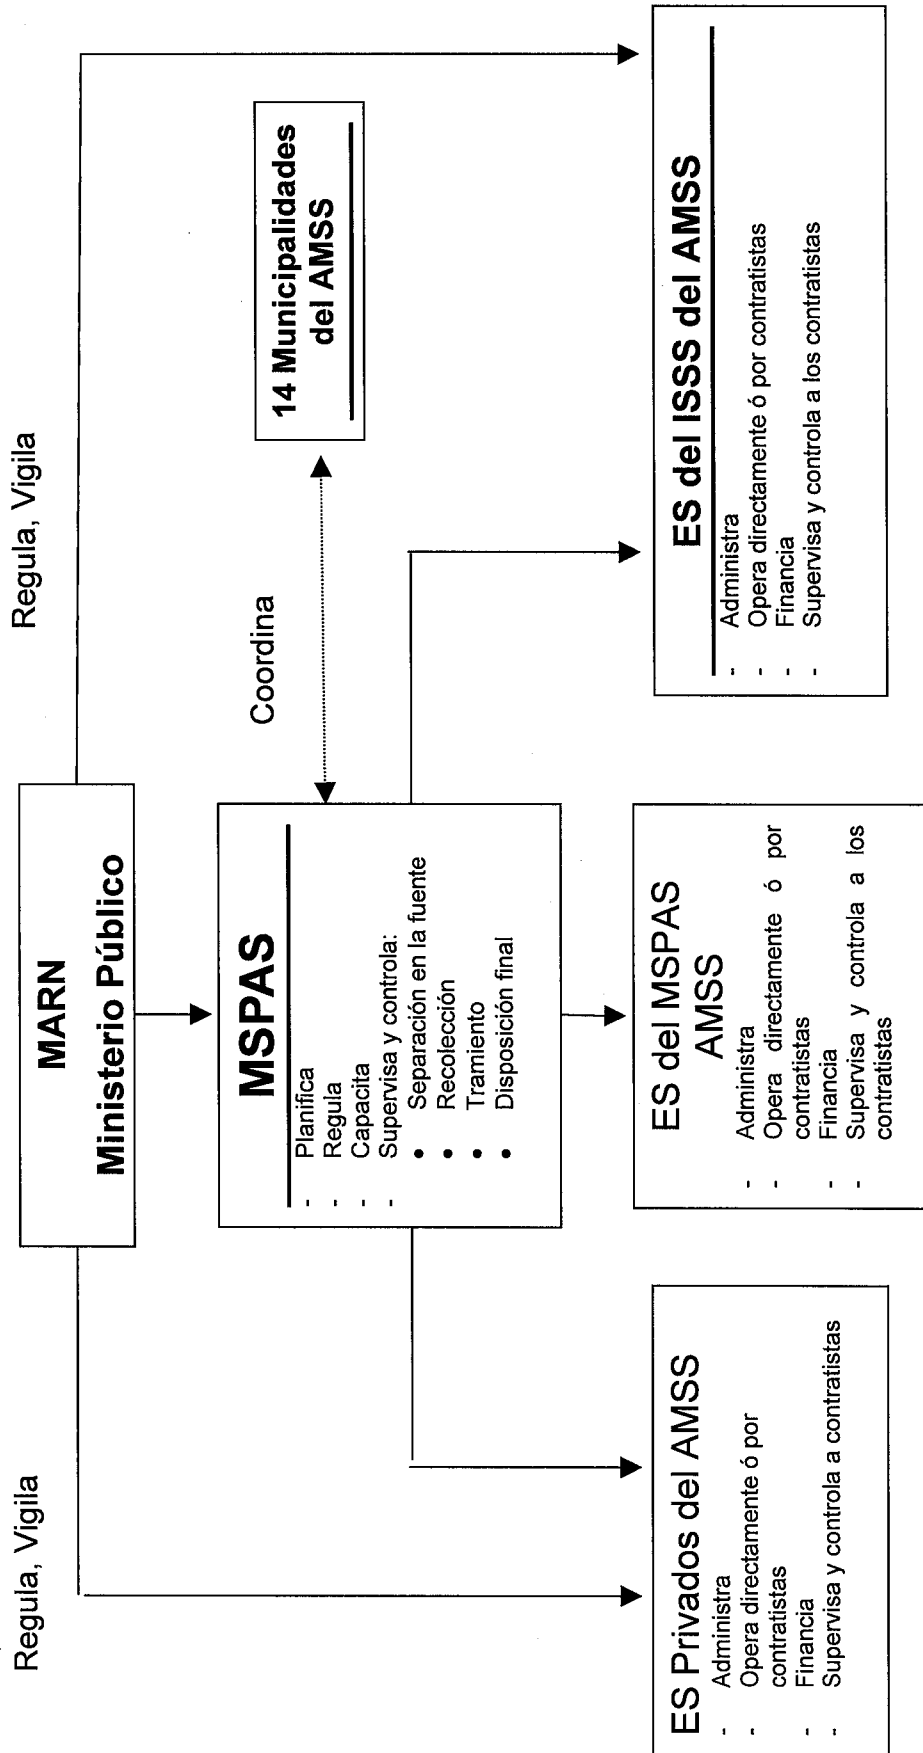 Regula, Vigila
Regula, Vigila
MARN
Ministerio Público
MSPAS
- Planifica
- Regula
- Capacita
- Supervisa y controla:
• Separación en la fuente
• Recolección
• Tramiento
• Disposición final
Coordina
14 Municipalidades
del AMSS
ES Privados del AMSS
- Administra
- Opera directamente ó por
contratistas
- Financia
- Supervisa y controla a contratistas
ES del MSPAS
AMSS
- Administra
- Opera directamente ó por
contratistas
- Financia
- Supervisa y controla a los
contratistas
ES del ISSS del AMSS
- Administra
- Opera directamente ó por contratistas
- Financia
- Supervisa y controla a los contratistas